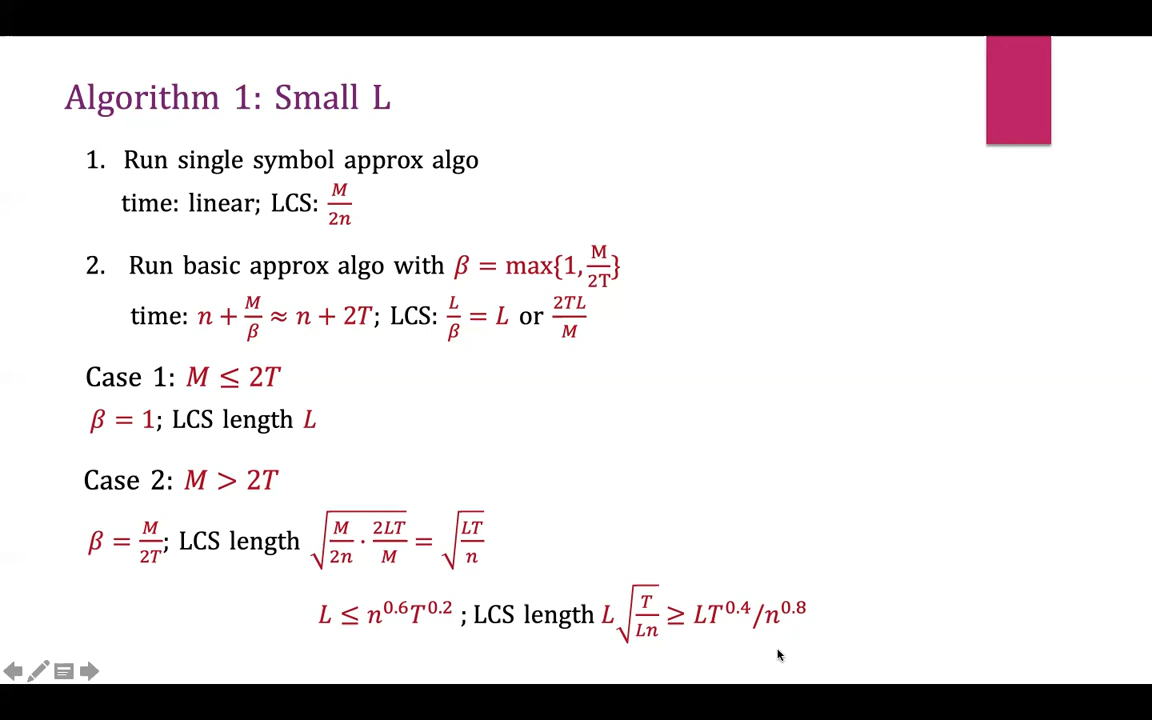 Algorithm 1: Small L
1. Run single symbol approx algo
time: linear; LCS: M/2n
2. Run basic approx algo with β = max{1, M/2T}
time: n + M/β ≈ n + 2T; LCS: L/β = L or 2TL/M
Case 1: M ≤ 2T
β = 1; LCS length L
Case 2: M > 2T
β = M/2T; LCS length √(M/2n · 2LT/M) = √(LT/n)
L ≤ n^0.6 T^0.2 ; LCS length L√(T/Ln) ≥ LT^0.4/n^0.8